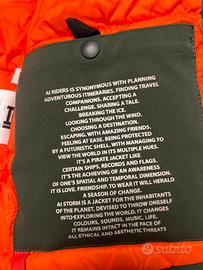 AI RIDERS IS SYNONYMOUS WITH PLANNING
ADVENTUROUS ITINERARIES. FINDING TRAVEL
COMPANIONS. ACCEPTING A
CHALLENGE. SHARING A TALE.
BREAKING THE ICE.
LOOKING THROUGH THE WIND.
CHOOSING A DESTINATION.
ESCAPING, WITH AMAZING FRIENDS.
FEELING AT EASE. BEING PROTECTED
BY A FUTURISTIC SHELL. WITH MANAGING TO
VIEW THE WORLD IN THE MULTIPLE HUES.
IT'S A PIRATE JACKET LIKE
CERTAIN SHIPS, RECORDS AND FLAGS.
IT'S THE ACHIEVING OF AN AWARENESS
OF ONE'S SPATIAL AND TEMPORAL DIMENSION.
IT IS LOVE. FRIENDSHIP. TO WEAR IT WILL HERALD
A SEASON OF CHANGE.
AI STORM IS A JACKET FOR THE INHABITANTS
OF THE PLANET, DEVISED TO THROW ONESELF
INTO EXPLORING THE WORLD. IT CHANGES
COLOURS, SOUNDS, MUSIC, LIFE.
IT REMAINS INTACT IN THE FACE OF
ALL ETHICAL AND AESTHETIC THREATS
subito